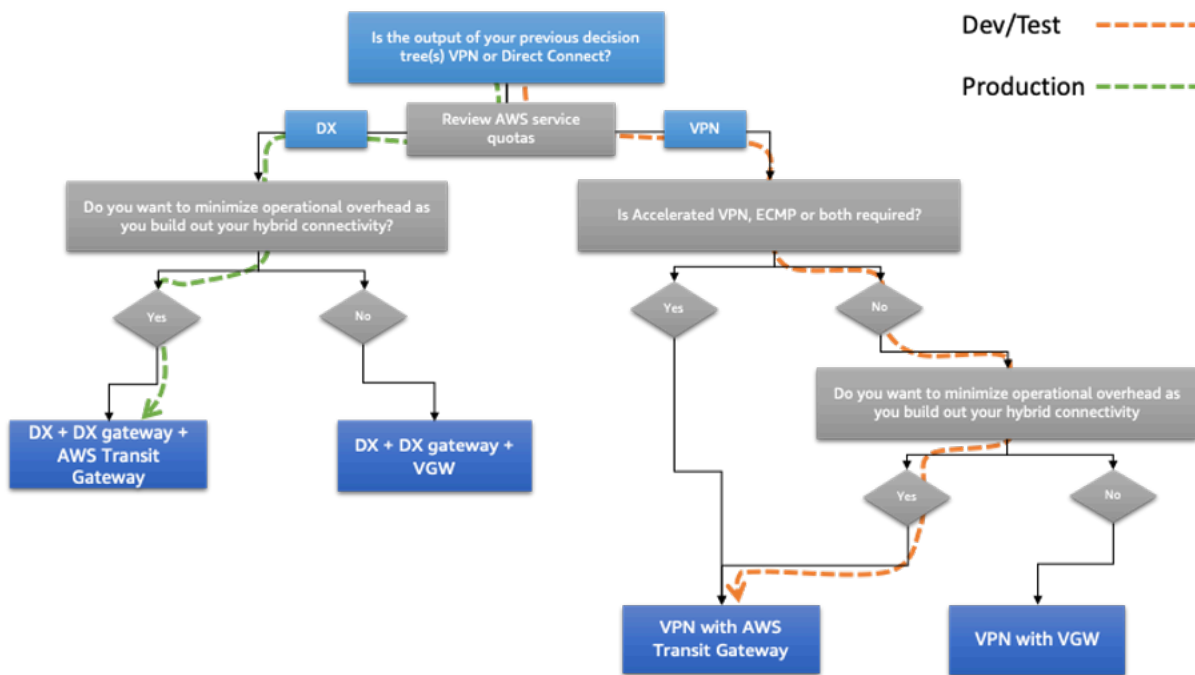 Is the output of your previous decision
tree(s) VPN or Direct Connect?
Dev/Test
Production
Review AWS service
quotas
DX
VPN
Do you want to minimize operational overhead as
you build out your hybrid connectivity?
Is Accelerated VPN, ECMP or both required?
Yes
No
Yes
No
Do you want to minimize operational overhead as
you build out your hybrid connectivity
DX + DX gateway +
AWS Transit
Gateway
DX + DX gateway +
VGW
Yes
No
VPN with AWS
Transit Gateway
VPN with VGW